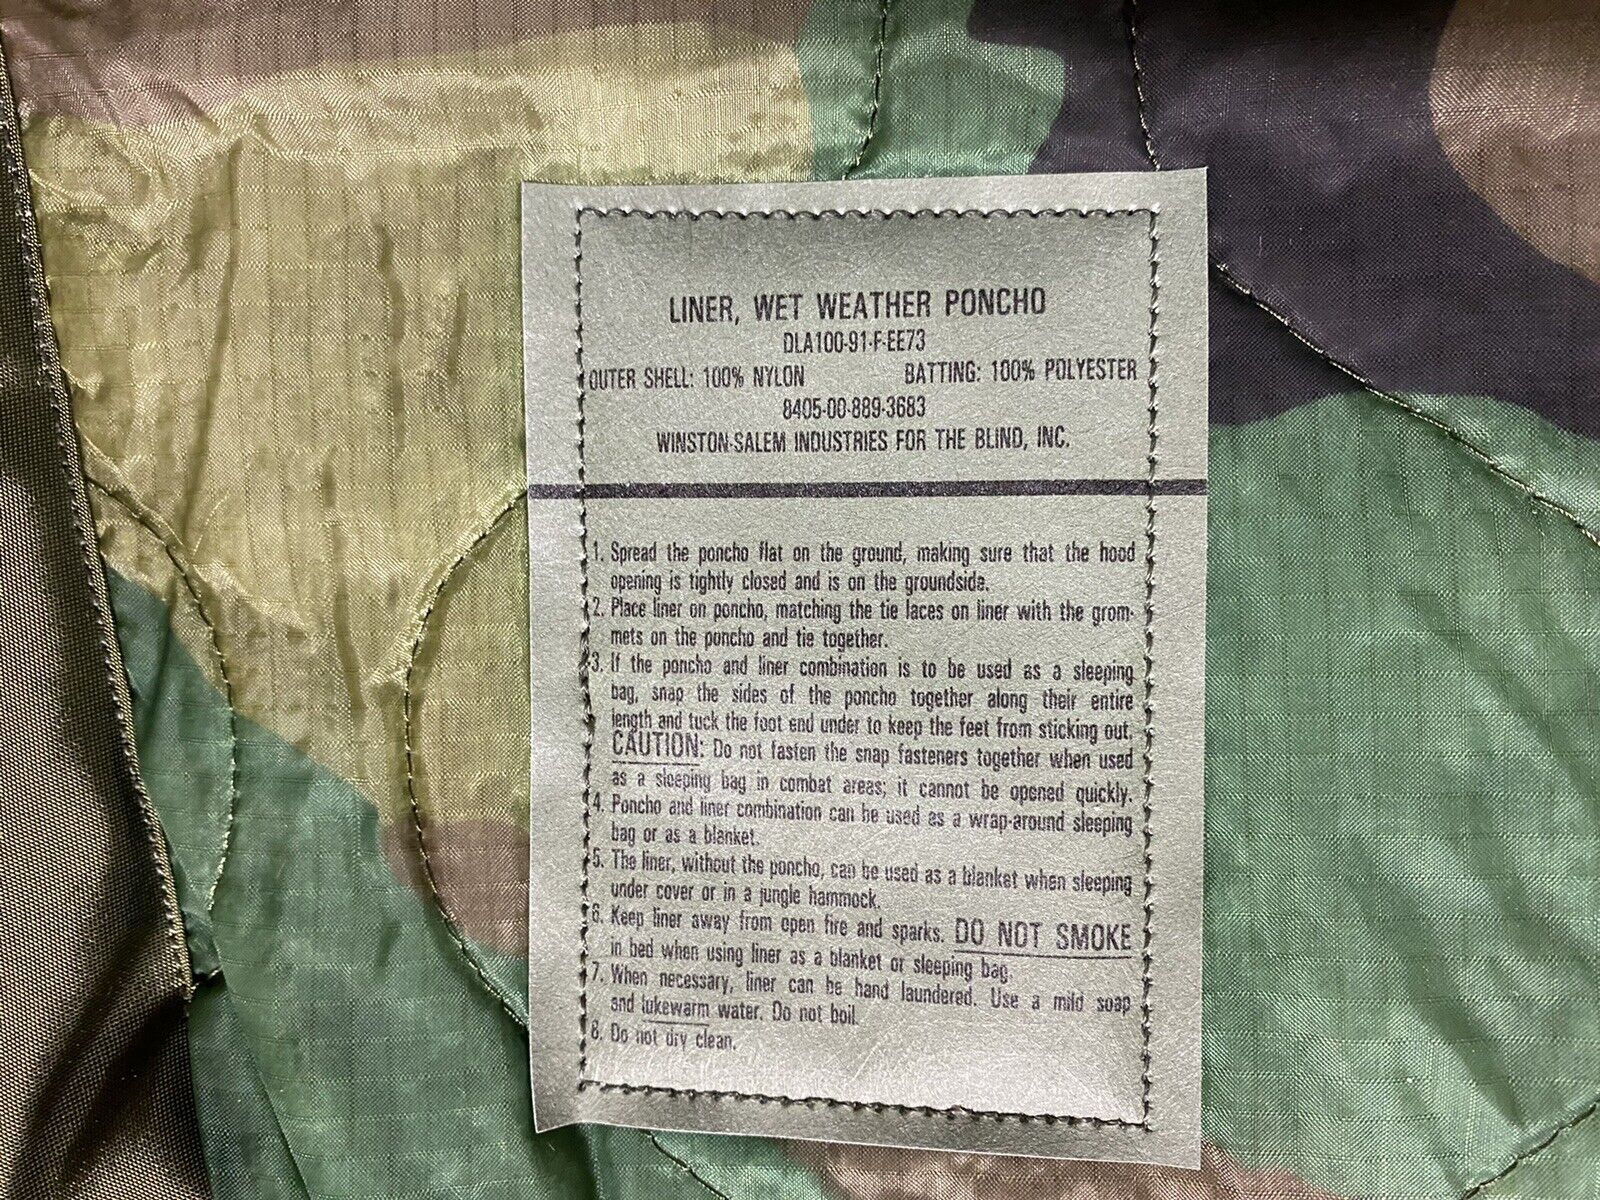 LINER, WET WEATHER PONCHO
DLA100-91-F-EE73
OUTER SHELL: 100% NYLON BATTING: 100% POLYESTER
8405-00-889-3683
WINSTON-SALEM INDUSTRIES FOR THE BLIND, INC.
1. Spread the poncho flat on the ground, making sure that the hood
opening is tightly closed and is on the groundside.
2. Place liner on poncho, matching the tie laces on liner with the grom-
mets on the poncho and tie together.
3. If the poncho and liner combination is to be used as a sleeping
bag, snap the sides of the poncho together along their entire
length and tuck the foot end under to keep the feet from sticking out.
CAUTION: Do not fasten the snap fasteners together when used
as a sleeping bag in combat areas; it cannot be opened quickly.
4. Poncho and liner combination can be used as a wrap-around sleeping
bag or as a blanket.
5. The liner, without the poncho, can be used as a blanket when sleeping
under cover or in a jungle hammock.
6. Keep liner away from open fire and sparks. DO NOT SMOKE
in bed when using liner as a blanket or sleeping bag.
7. When necessary, liner can be hand laundered. Use a mild soap
and lukewarm water. Do not boil.
8. Do not dry clean.